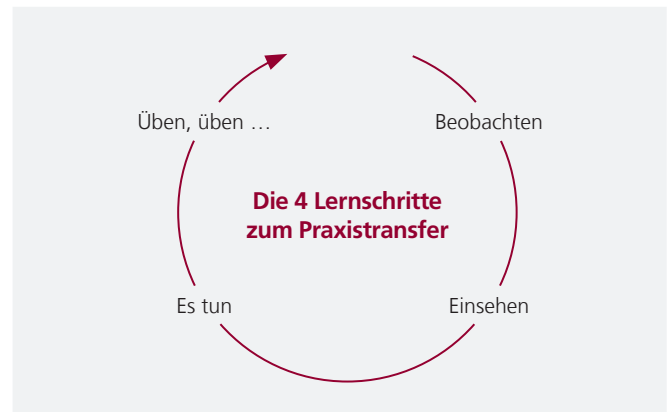 Üben, üben …
Beobachten
Die 4 Lernschritte
zum Praxistransfer
Es tun
Einsehen